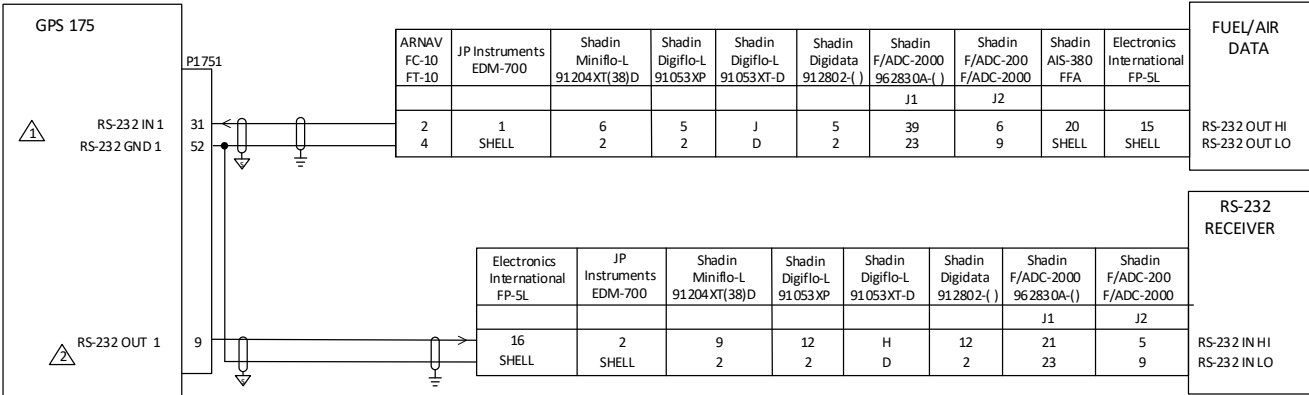 GPS 175
P1751
1
RS-232 IN 1 31
RS-232 GND 1 52
s
ARNAV FC-10 FT-10
JP Instruments EDM-700
Shadin Miniflo-L 91204XT(38)D
Shadin Digiflo-L 91053XP
Shadin Digiflo-L 91053XT-D
Shadin Digidata 912802-( )
Shadin F/ADC-2000 962830A-( )
Shadin F/ADC-200 F/ADC-2000
Shadin AIS-380 FFA
Electronics International FP-5L
FUEL/AIR
DATA
J1 J2
2 1 6 5 J 5 39 6 20 15 RS-232 OUT HI
4 SHELL 2 2 D 2 23 9 SHELL SHELL RS-232 OUT LO
RS-232
RECEIVER
Electronics International FP-5L
JP Instruments EDM-700
Shadin Miniflo-L 91204XT(38)D
Shadin Digiflo-L 91053XP
Shadin Digiflo-L 91053XT-D
Shadin Digidata 912802-( )
Shadin F/ADC-2000 962830A-()
Shadin F/ADC-200 F/ADC-2000
J1 J2
2
RS-232 OUT 1 9
s
16 2 9 12 H 12 21 5 RS-232 IN HI
SHELL SHELL 2 2 D 2 23 9 RS-232 IN LO